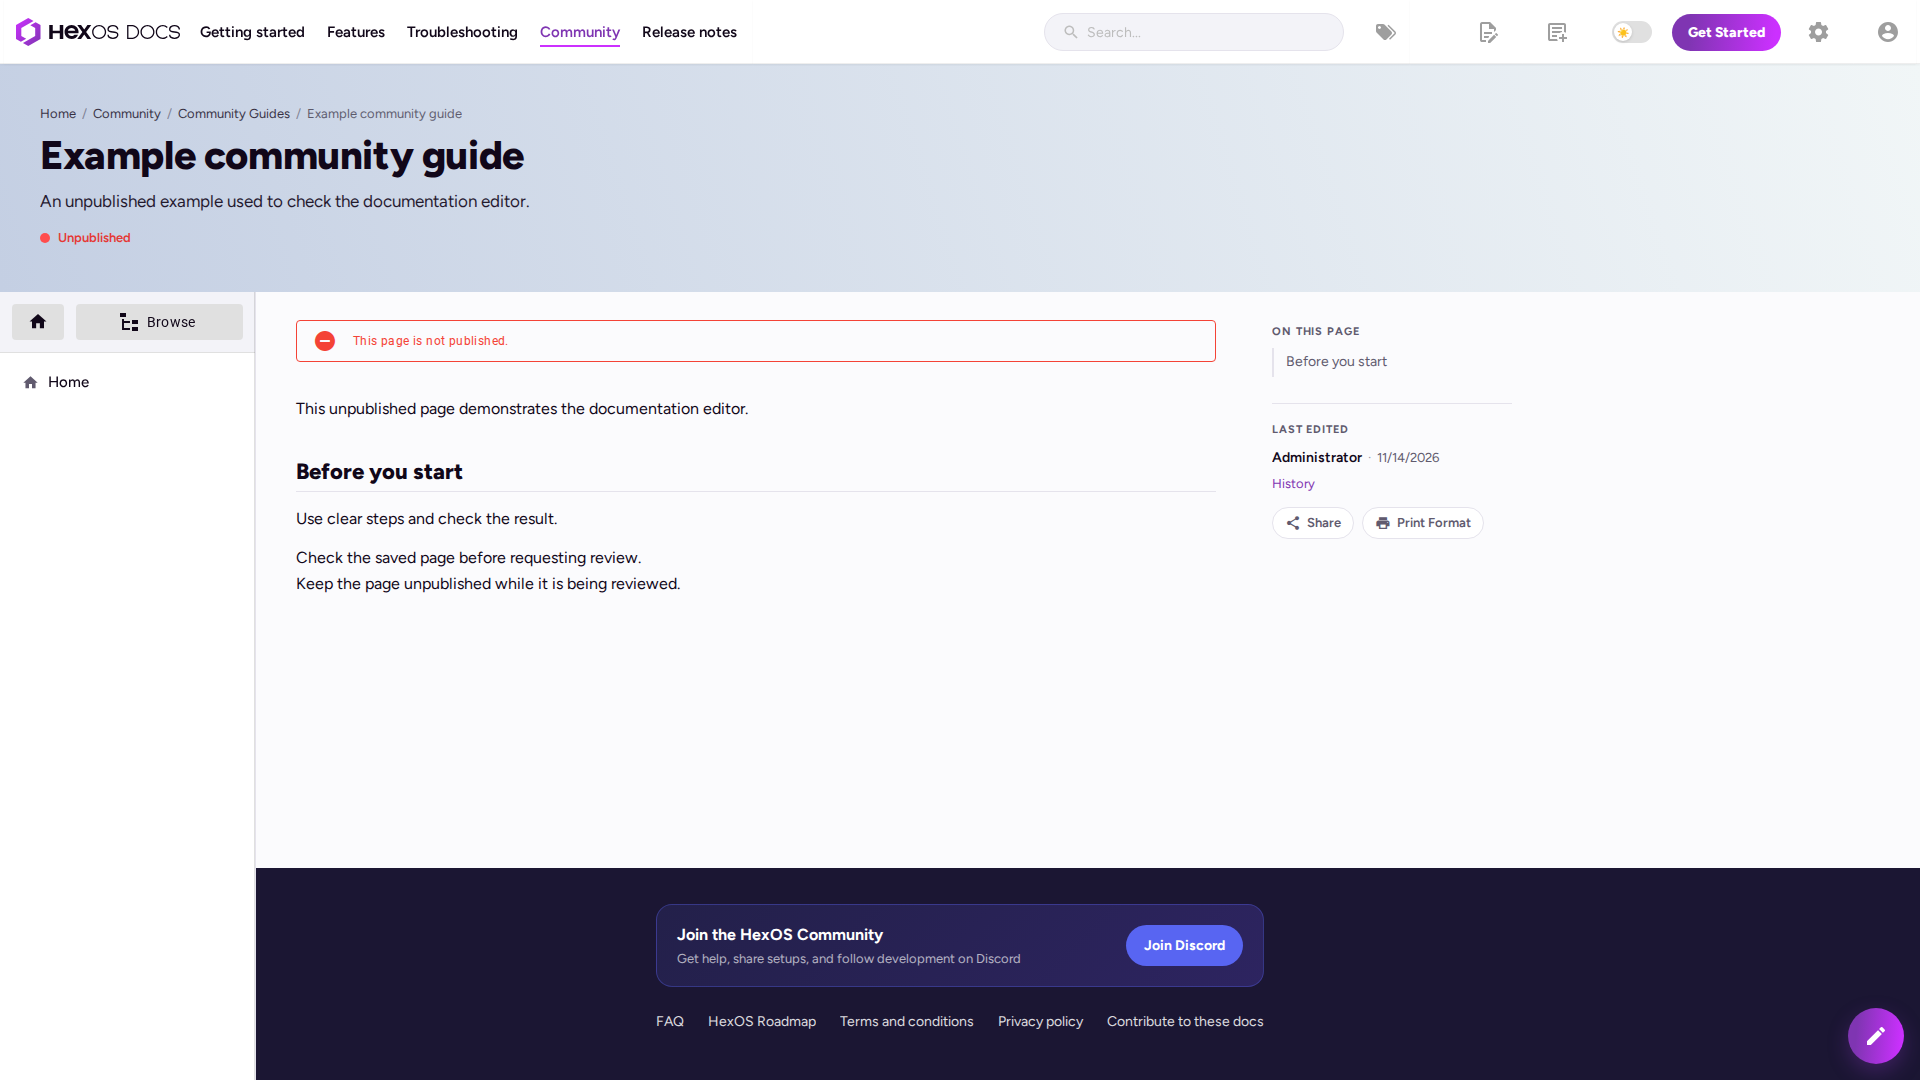 HEXOS DOCS
Getting started
Features
Troubleshooting
Community
Release notes
Search...
Get Started
Home / Community / Community Guides / Example community guide
Example community guide
An unpublished example used to check the documentation editor.
Unpublished
Browse
Home
This page is not published.
This unpublished page demonstrates the documentation editor.
Before you start
Use clear steps and check the result.
Check the saved page before requesting review.
Keep the page unpublished while it is being reviewed.
ON THIS PAGE
Before you start
LAST EDITED
Administrator · 11/14/2026
History
Share
Print Format
Join the HexOS Community
Get help, share setups, and follow development on Discord
Join Discord
FAQ
HexOS Roadmap
Terms and conditions
Privacy policy
Contribute to these docs